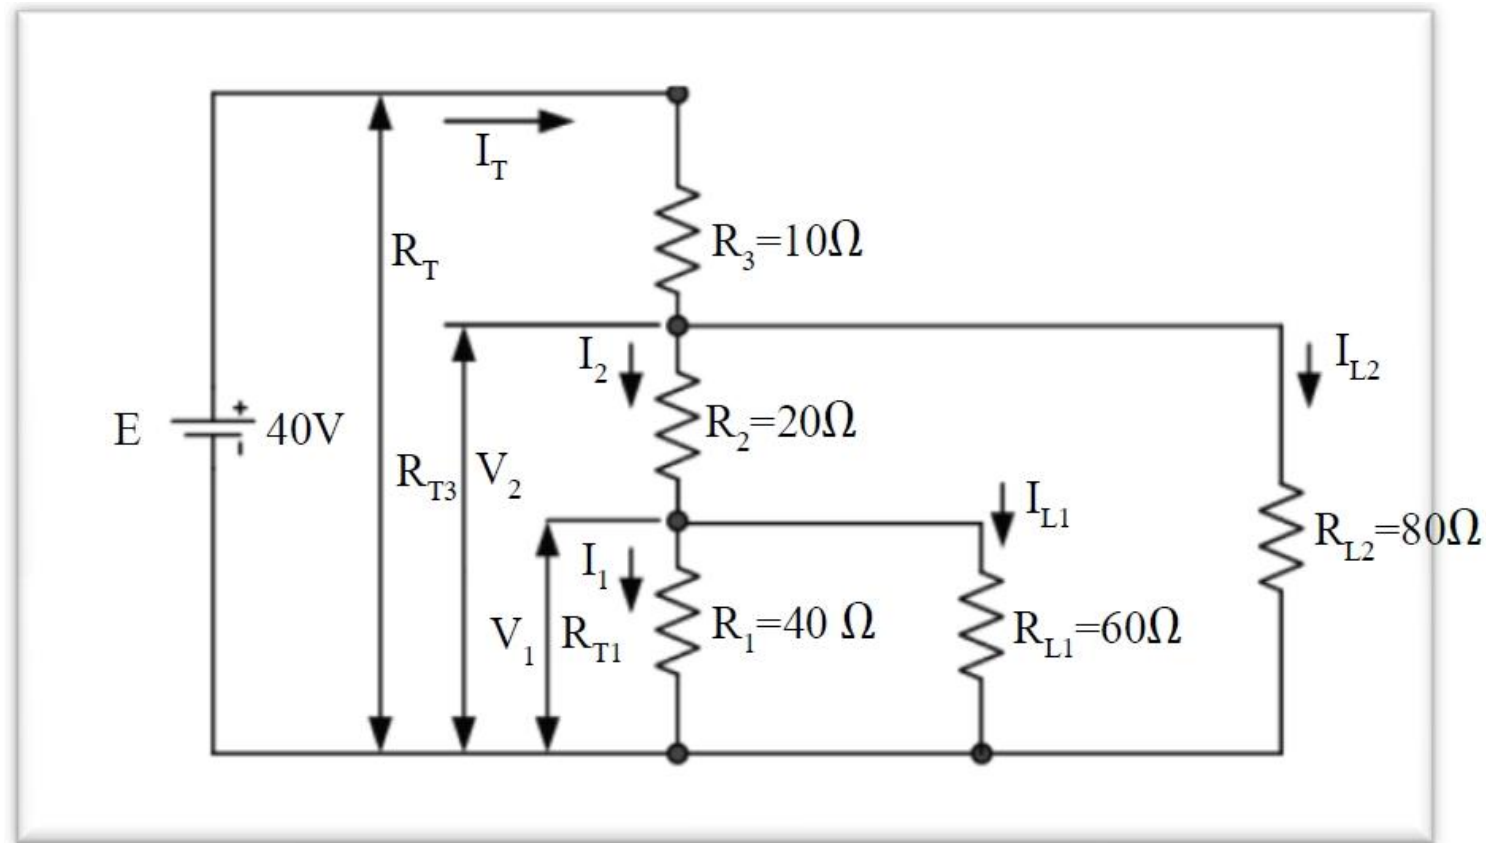 I_T
R_T
R_3=10Ω
I_2
I_L2
R_2=20Ω
E
+
40V
-
R_T3
V_2
I_L1
I_1
R_L2=80Ω
V_1
R_T1
R_1=40 Ω
R_L1=60Ω